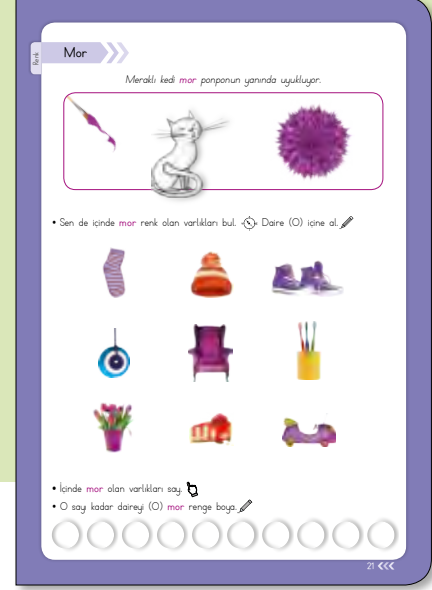 Renk
Mor
Meraklı kedi mor ponponun yanında uyukluyor.
• Sen de içinde mor renk olan varlıkları bul. Daire (O) içine al.
• İçinde mor olan varlıkları say.
• O sayı kadar daireyi (O) mor renge boya.
21